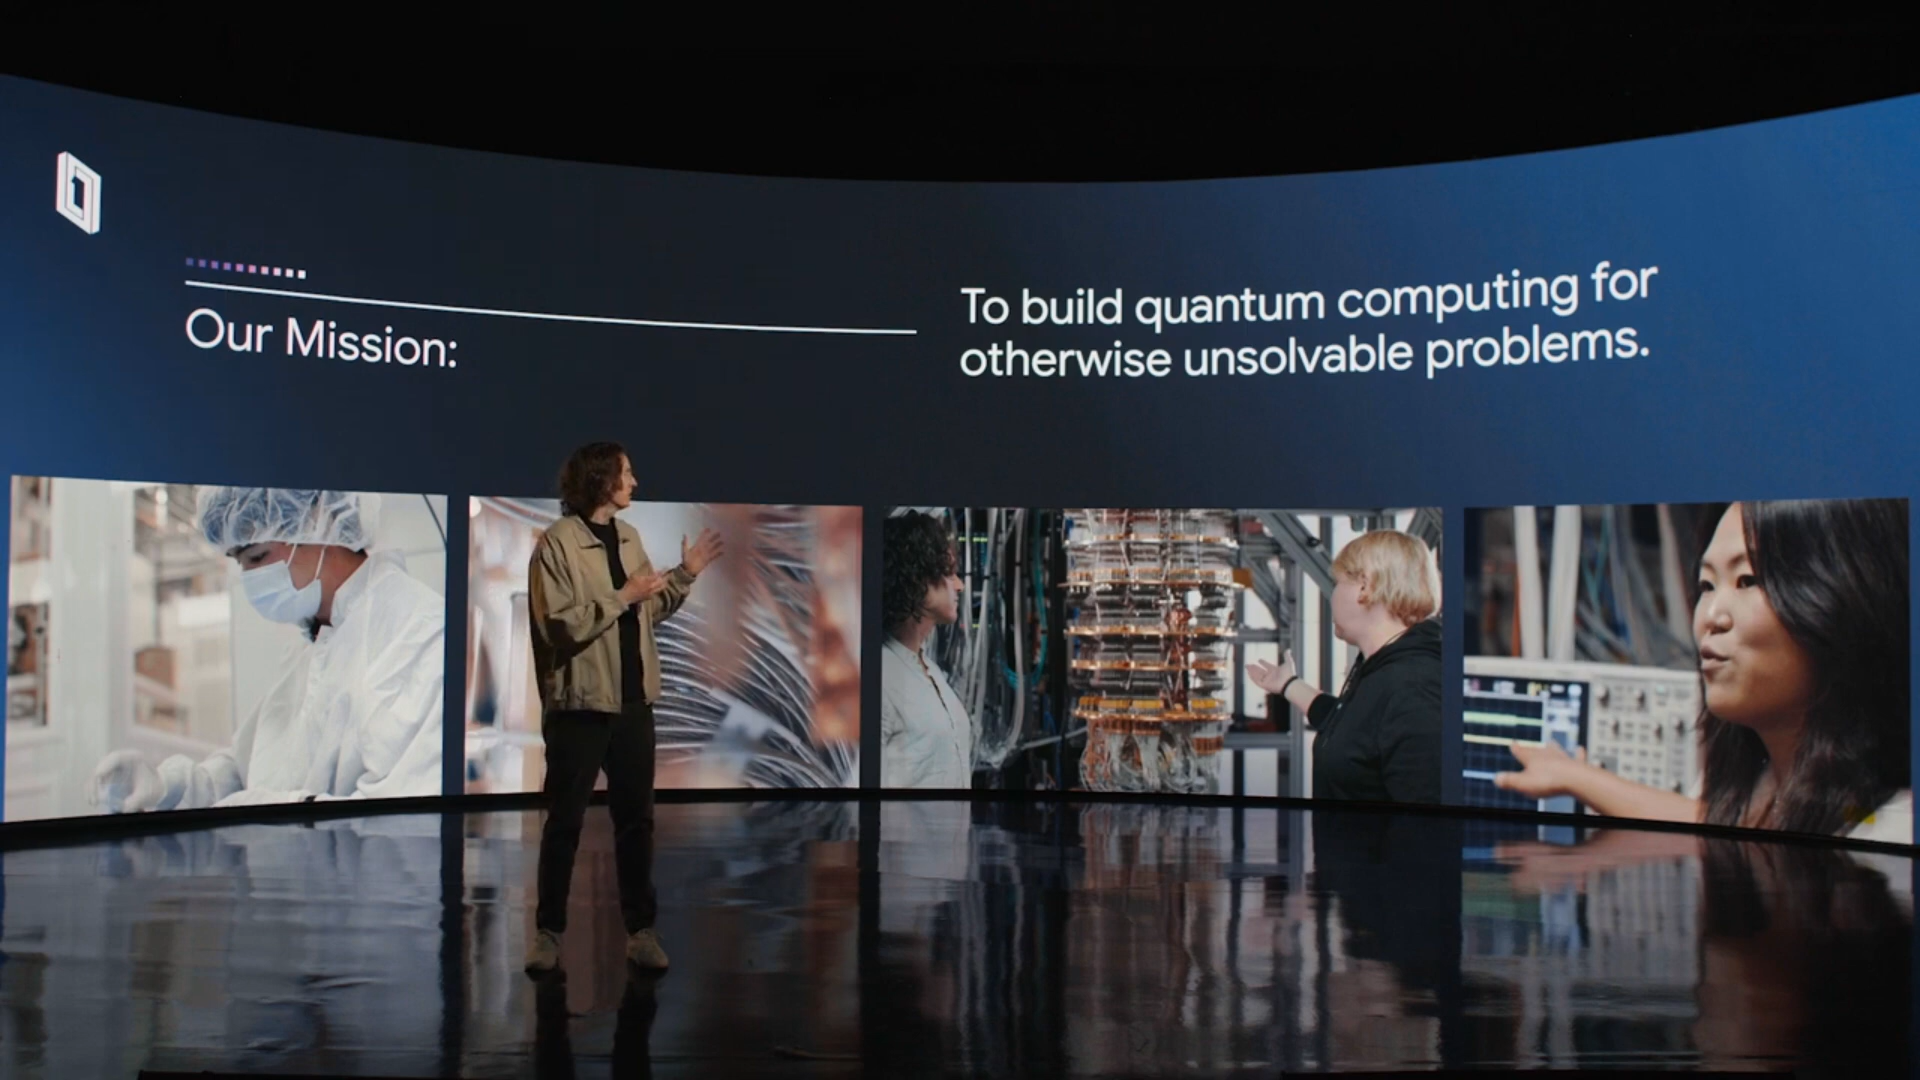 Our Mission:
To build quantum computing for
otherwise unsolvable problems.